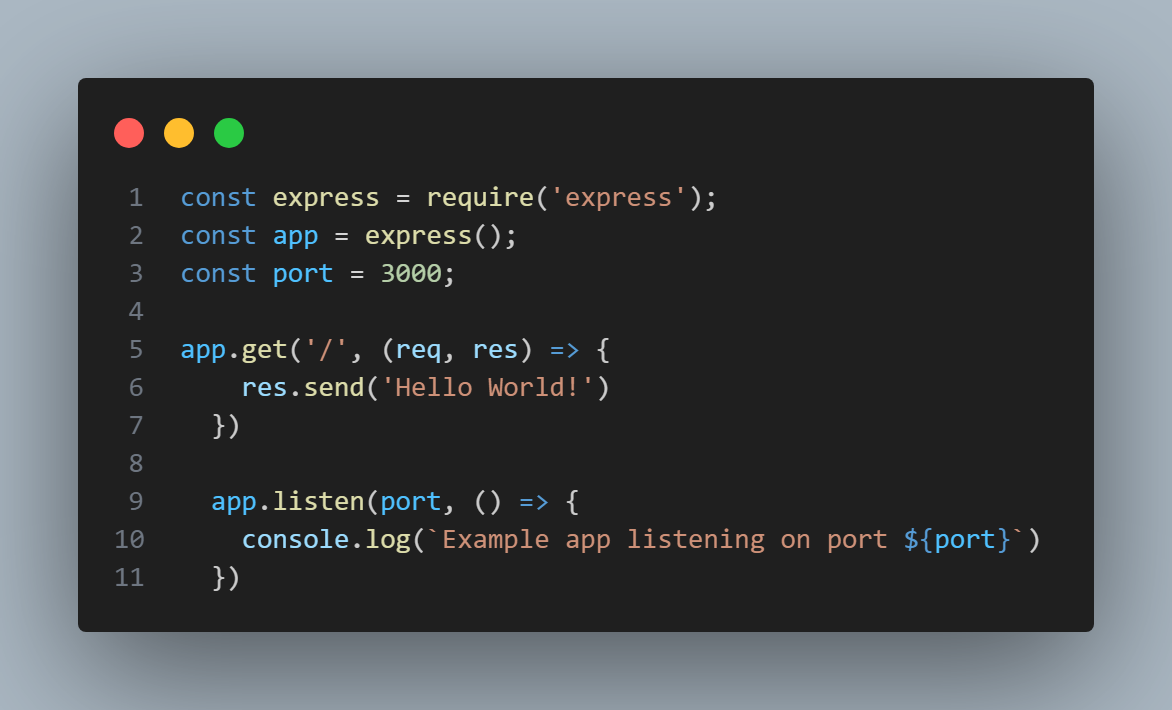 1 const express = require('express');
2 const app = express();
3 const port = 3000;
4
5 app.get('/', (req, res) => {
6     res.send('Hello World!')
7   })
8
9   app.listen(port, () => {
10     console.log(`Example app listening on port ${port}`)
11   })